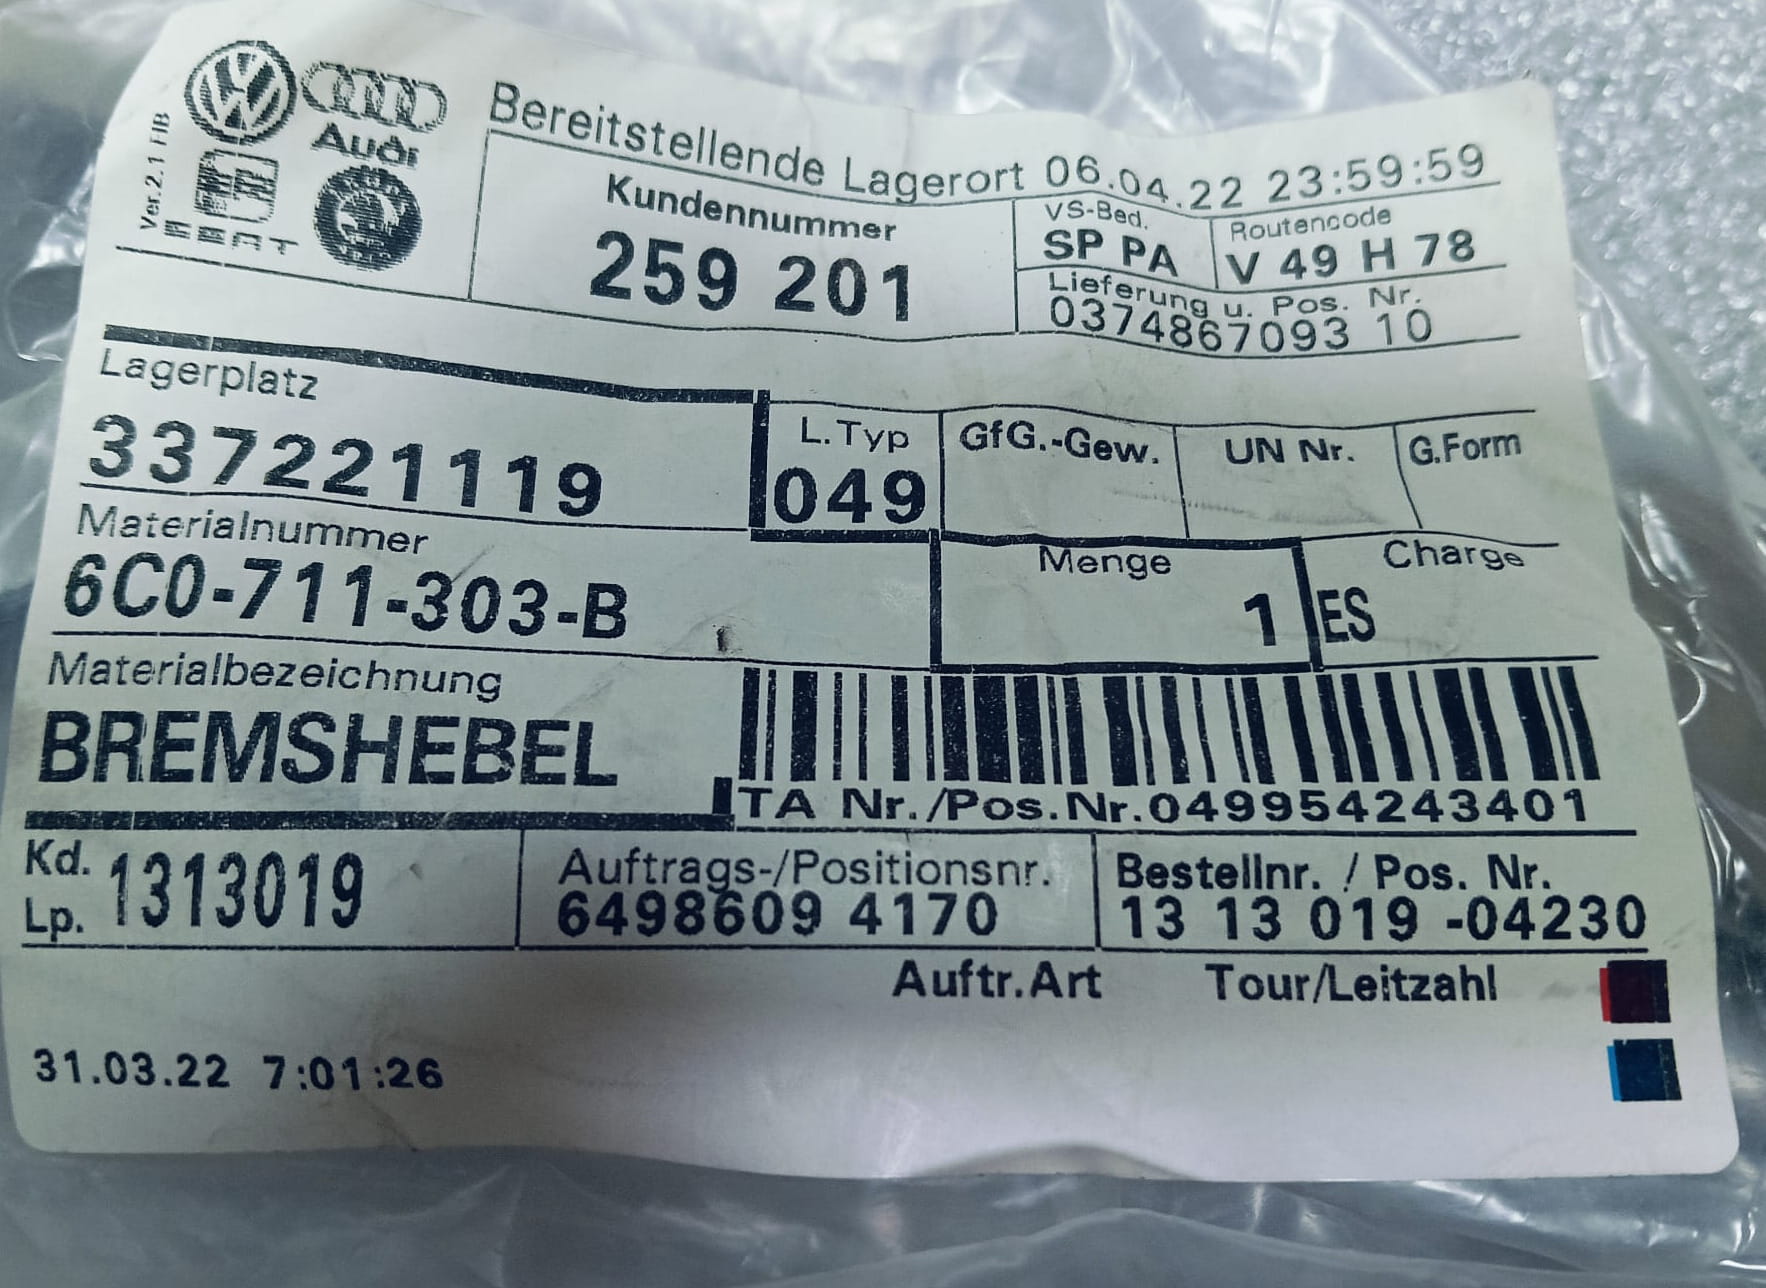 Ver.2.1 FIB
Audi
SEAT
Bereitstellende Lagerort 06.04.22 23:59:59
Kundennummer
259 201
VS-Bed.
SP PA
Routencode
V 49 H 78
Lieferung u. Pos. Nr.
0374867093 10
Lagerplatz
337221119
L.Typ
049
GfG.-Gew.
UN Nr.
G.Form
Materialnummer
6C0-711-303-B
Menge
1
Charge
ES
Materialbezeichnung
BREMSHEBEL
TA Nr./Pos.Nr.049954243401
Kd.
Lp.
1313019
Auftrags-/Positionsnr.
6498609 4170
Bestellnr. / Pos. Nr.
13 13 019 -04230
Auftr.Art
Tour/Leitzahl
31.03.22 7:01:26